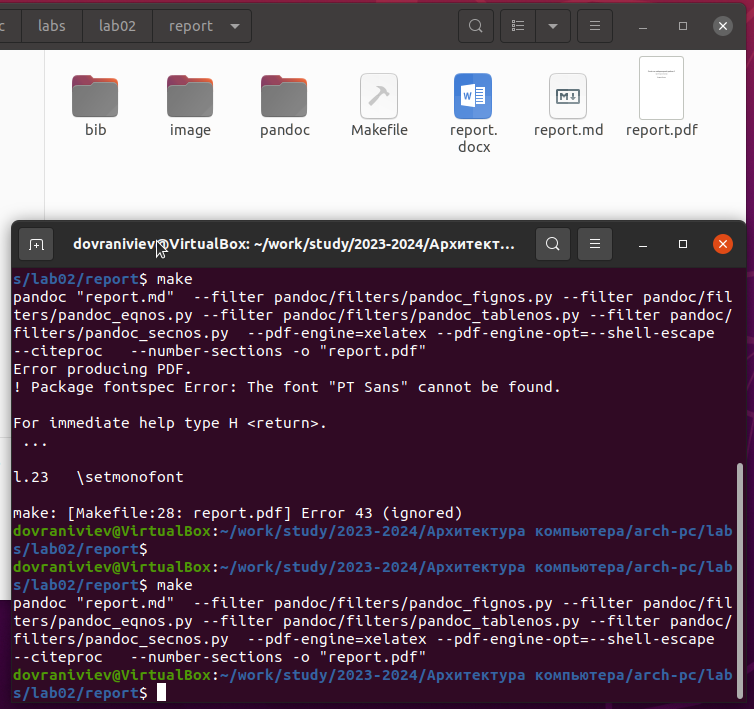 c
labs
lab02
report
bib
image
pandoc
Makefile
report.
docx
report.md
report.pdf
dovraniviev@VirtualBox: ~/work/study/2023-2024/Архитект...
s/lab02/report$ make
pandoc "report.md"  --filter pandoc/filters/pandoc_fignos.py --filter pandoc/fil
ters/pandoc_eqnos.py --filter pandoc/filters/pandoc_tablenos.py --filter pandoc/
filters/pandoc_secnos.py  --pdf-engine=xelatex --pdf-engine-opt=--shell-escape
--citeproc   --number-sections -o "report.pdf"
Error producing PDF.
! Package fontspec Error: The font "PT Sans" cannot be found.
For immediate help type H <return>.
...
l.23   \setmonofont
make: [Makefile:28: report.pdf] Error 43 (ignored)
dovraniviev@VirtualBox:~/work/study/2023-2024/Архитектура компьютера/arch-pc/lab
s/lab02/report$
dovraniviev@VirtualBox:~/work/study/2023-2024/Архитектура компьютера/arch-pc/lab
s/lab02/report$ make
pandoc "report.md"  --filter pandoc/filters/pandoc_fignos.py --filter pandoc/fil
ters/pandoc_eqnos.py --filter pandoc/filters/pandoc_tablenos.py --filter pandoc/
filters/pandoc_secnos.py  --pdf-engine=xelatex --pdf-engine-opt=--shell-escape
--citeproc   --number-sections -o "report.pdf"
dovraniviev@VirtualBox:~/work/study/2023-2024/Архитектура компьютера/arch-pc/lab
s/lab02/report$